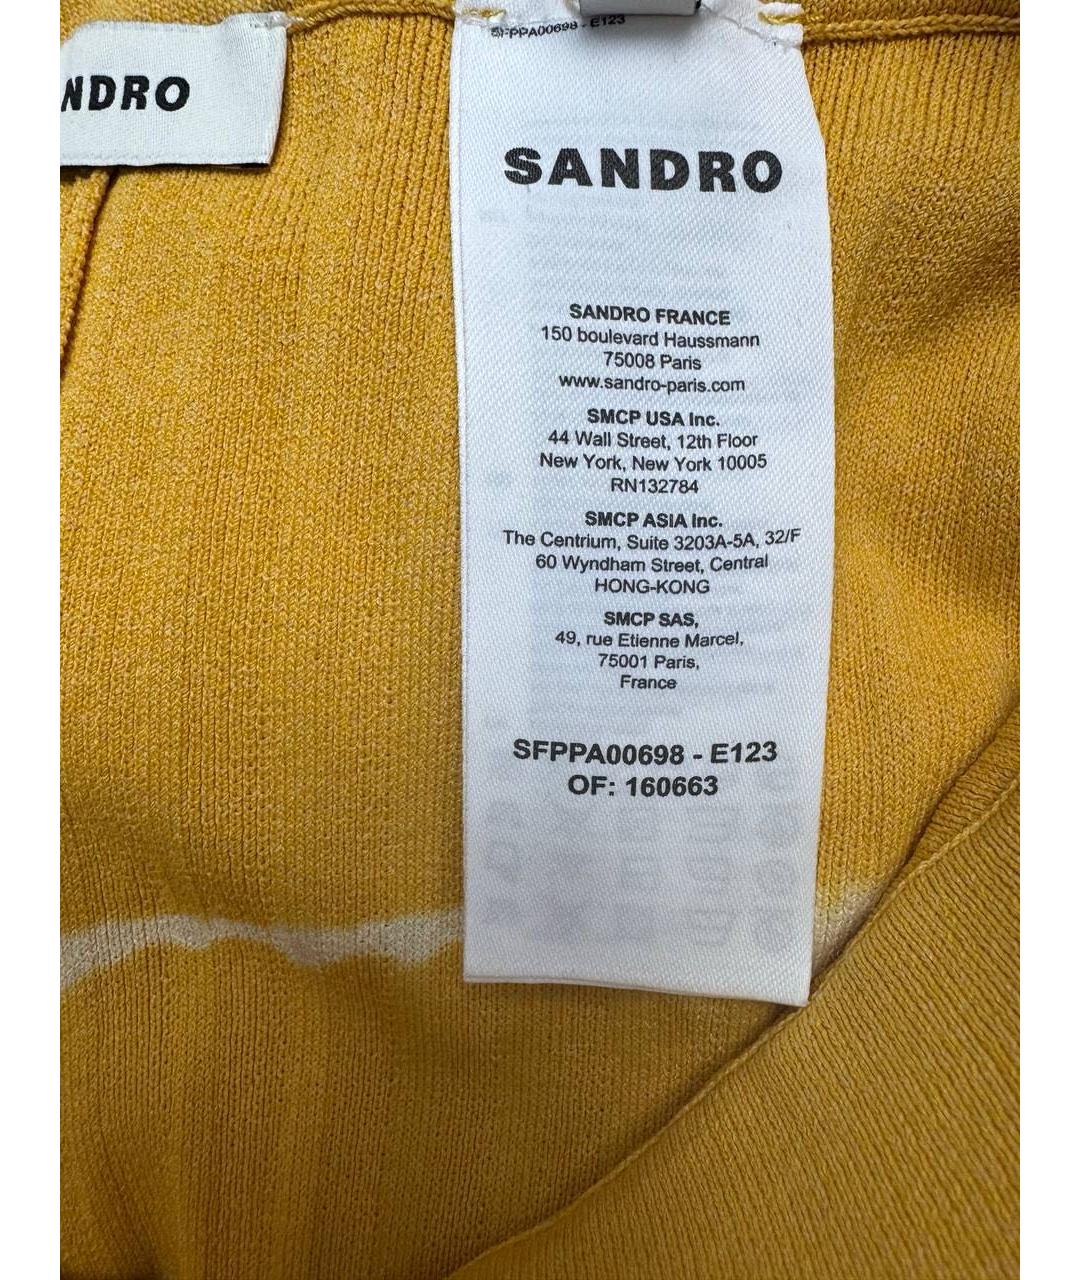 SFPPA00698 - E123
NDRO
SANDRO
SANDRO FRANCE
150 boulevard Haussmann
75008 Paris
www.sandro-paris.com
SMCP USA Inc.
44 Wall Street, 12th Floor
New York, New York 10005
RN132784
SMCP ASIA Inc.
The Centrium, Suite 3203A-5A, 32/F
60 Wyndham Street, Central
HONG-KONG
SMCP SAS,
49, rue Etienne Marcel,
75001 Paris,
France
SFPPA00698 - E123
OF: 160663